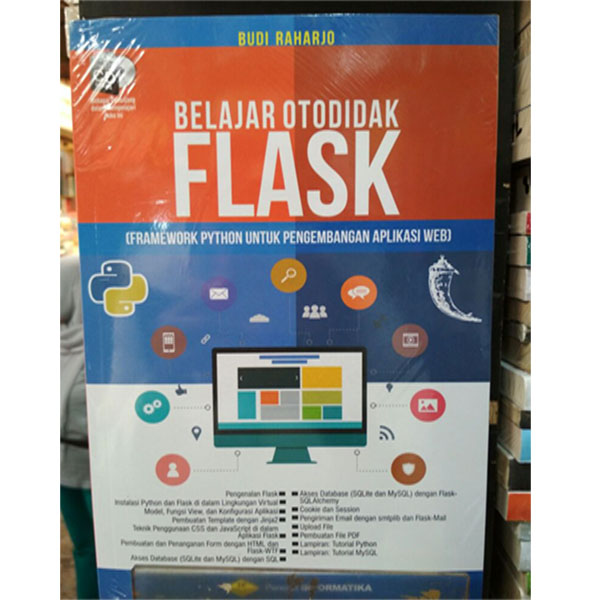 BUDI RAHARJO
BELAJAR OTODIDAK
FLASK
(FRAMEWORK PYTHON UNTUK PENGEMBANGAN APLIKASI WEB)
Pengenalan Flask
Instalasi Python dan Flask di dalam Lingkungan Virtual
Model, Fungsi View, dan Konfigurasi Aplikasi
Pembuatan Template dengan Jinja2
Teknik Penggunaan CSS dan JavaScript di dalam
Aplikasi Flask
Pembuatan dan Penanganan Form dengan HTML dan
Flask-WTF
Akses Database (SQLite dan MySQL) dengan SQL
Akses Database (SQLite dan MySQL) dengan Flask-
SQLAlchemy
Cookie dan Session
Pengiriman Email dengan smtplib dan Flask-Mail
Upload File
Pembuatan File PDF
Lampiran: Tutorial Python
Lampiran: Tutorial MySQL
INFORMATIKA